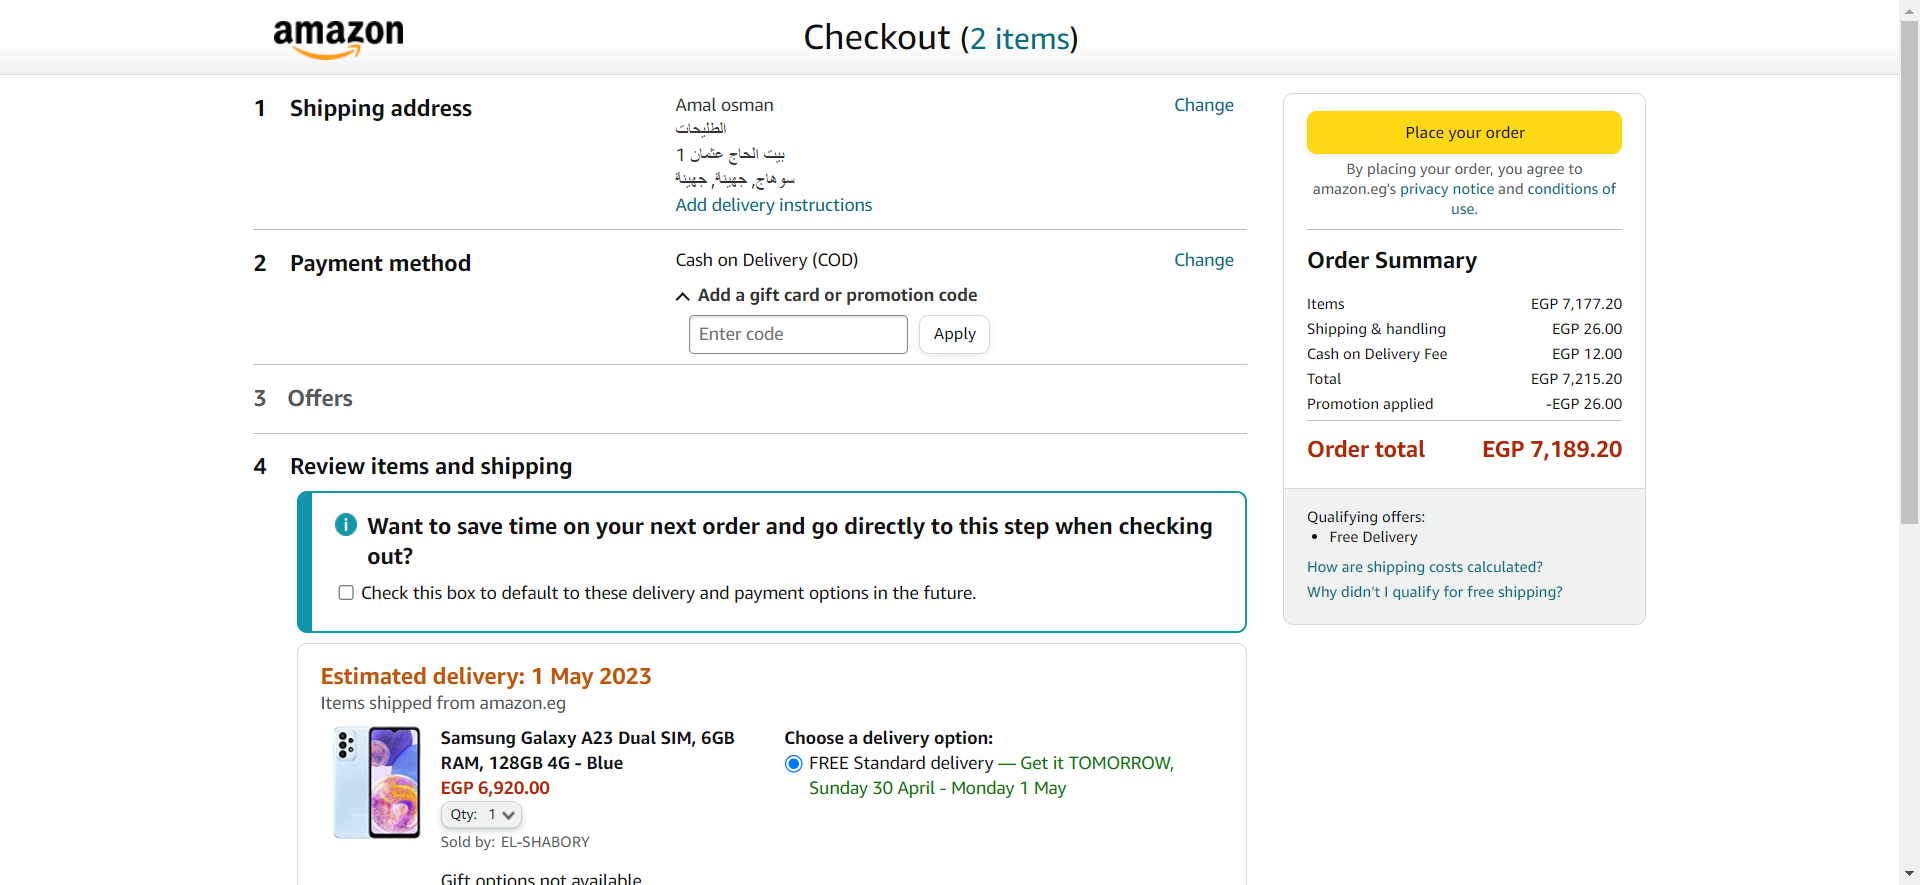 amazon
Checkout (2 items)
1 Shipping address
Amal osman
الطليحات
بيت الحاج عثمان 1
سوهاج, جهينة, جهينة
Add delivery instructions
Change
2 Payment method
Cash on Delivery (COD)
Change
Add a gift card or promotion code
Enter code
Apply
3 Offers
4 Review items and shipping
Want to save time on your next order and go directly to this step when checking
out?
Check this box to default to these delivery and payment options in the future.
Estimated delivery: 1 May 2023
Items shipped from amazon.eg
Samsung Galaxy A23 Dual SIM, 6GB
RAM, 128GB 4G - Blue
EGP 6,920.00
Qty: 1
Sold by: EL-SHABORY
Gift options not available
Choose a delivery option:
FREE Standard delivery — Get it TOMORROW,
Sunday 30 April - Monday 1 May
Place your order
By placing your order, you agree to
amazon.eg's privacy notice and conditions of
use.
Order Summary
Items EGP 7,177.20
Shipping & handling EGP 26.00
Cash on Delivery Fee EGP 12.00
Total EGP 7,215.20
Promotion applied -EGP 26.00
Order total EGP 7,189.20
Qualifying offers:
• Free Delivery
How are shipping costs calculated?
Why didn't I qualify for free shipping?